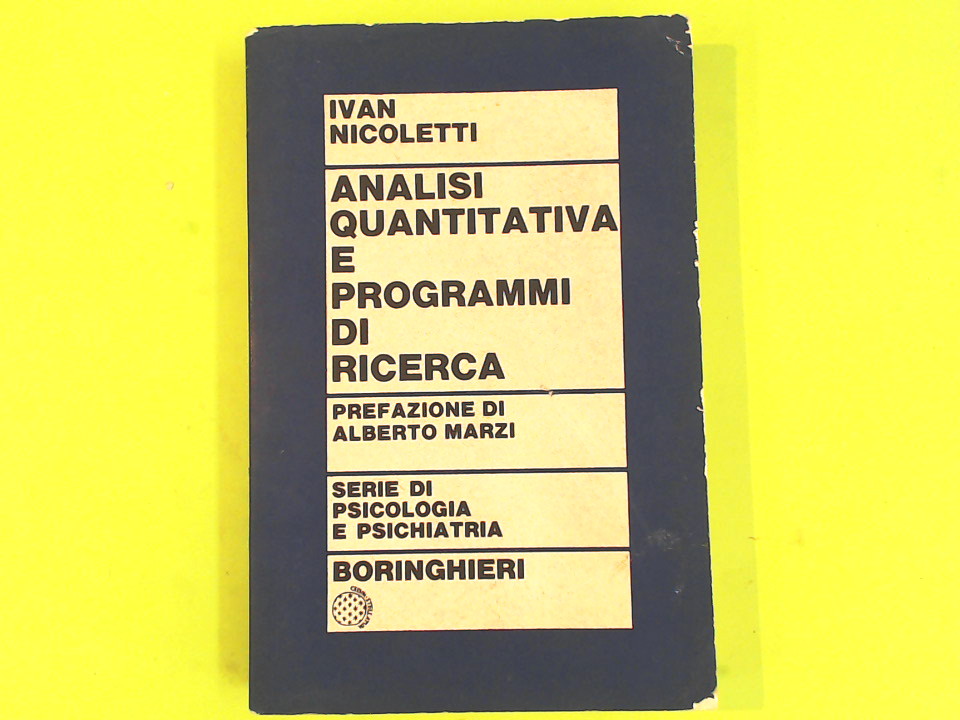 IVAN
NICOLETTI
ANALISI
QUANTITATIVA
E
PROGRAMMI
DI
RICERCA
PREFAZIONE DI
ALBERTO MARZI
SERIE DI
PSICOLOGIA
E PSICHIATRIA
BORINGHIERI